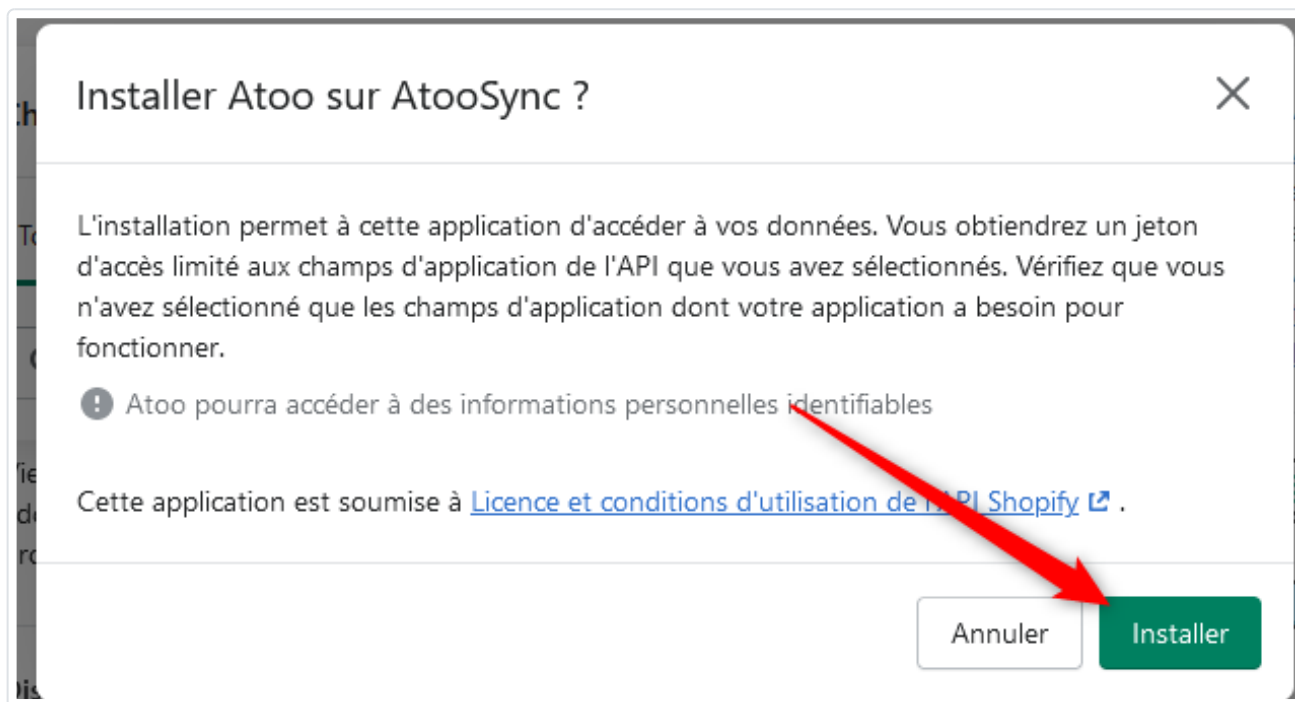 Installer Atoo sur AtooSync ?
L'installation permet à cette application d'accéder à vos données. Vous obtiendrez un jeton
d'accès limité aux champs d'application de l'API que vous avez sélectionnés. Vérifiez que vous
n'avez sélectionné que les champs d'application dont votre application a besoin pour
fonctionner.
Atoo pourra accéder à des informations personnelles identifiables
Cette application est soumise à Licence et conditions d'utilisation de l'API Shopify .
Annuler
Installer